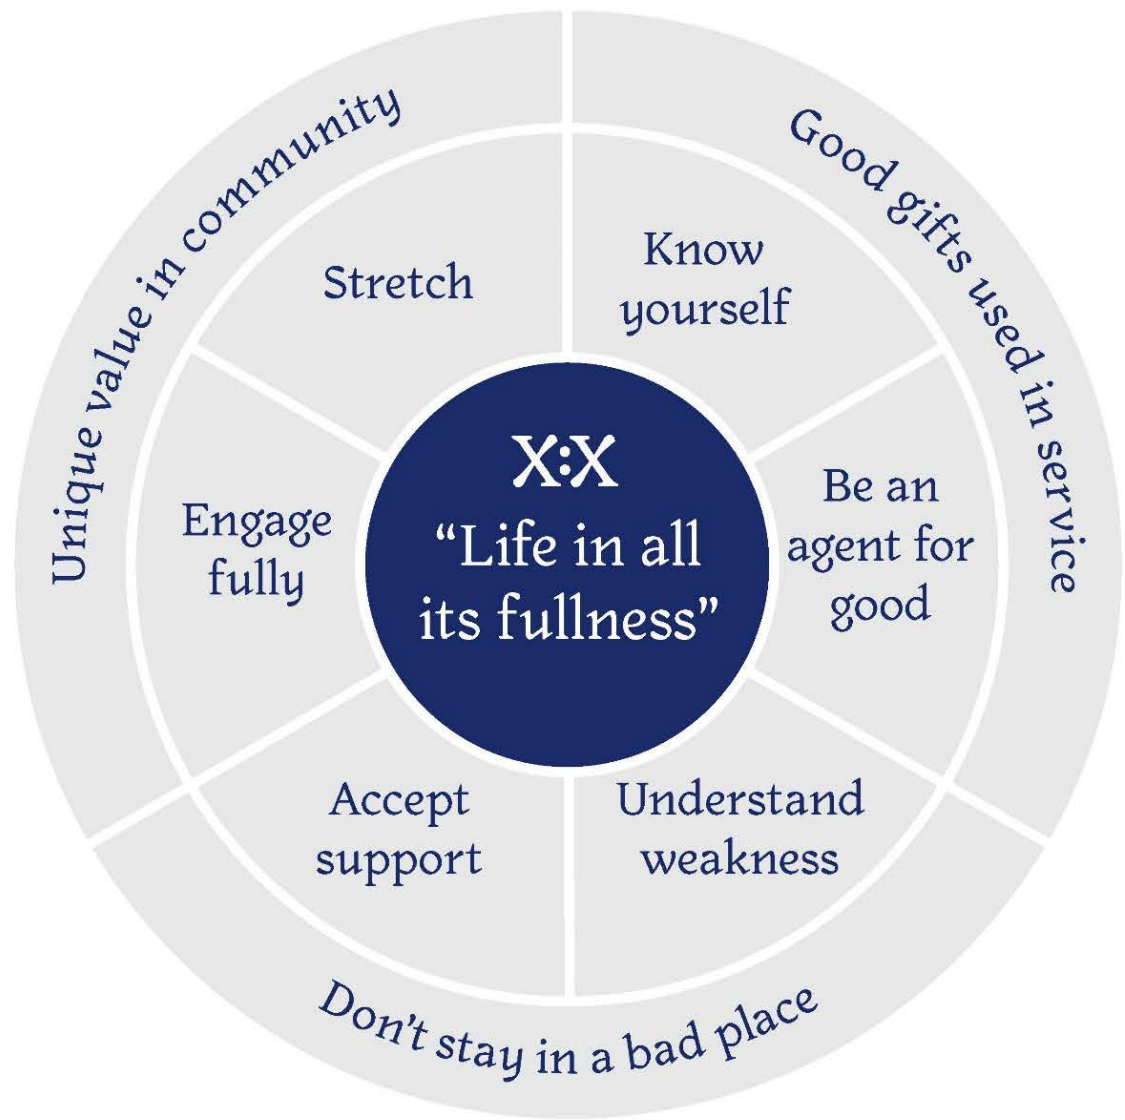 Unique value in community
Good gifts used in service
Don't stay in a bad place
Stretch
Know
yourself
Engage
fully
Be an
agent for
good
Accept
support
Understand
weakness
X:X
“Life in all
its fullness”